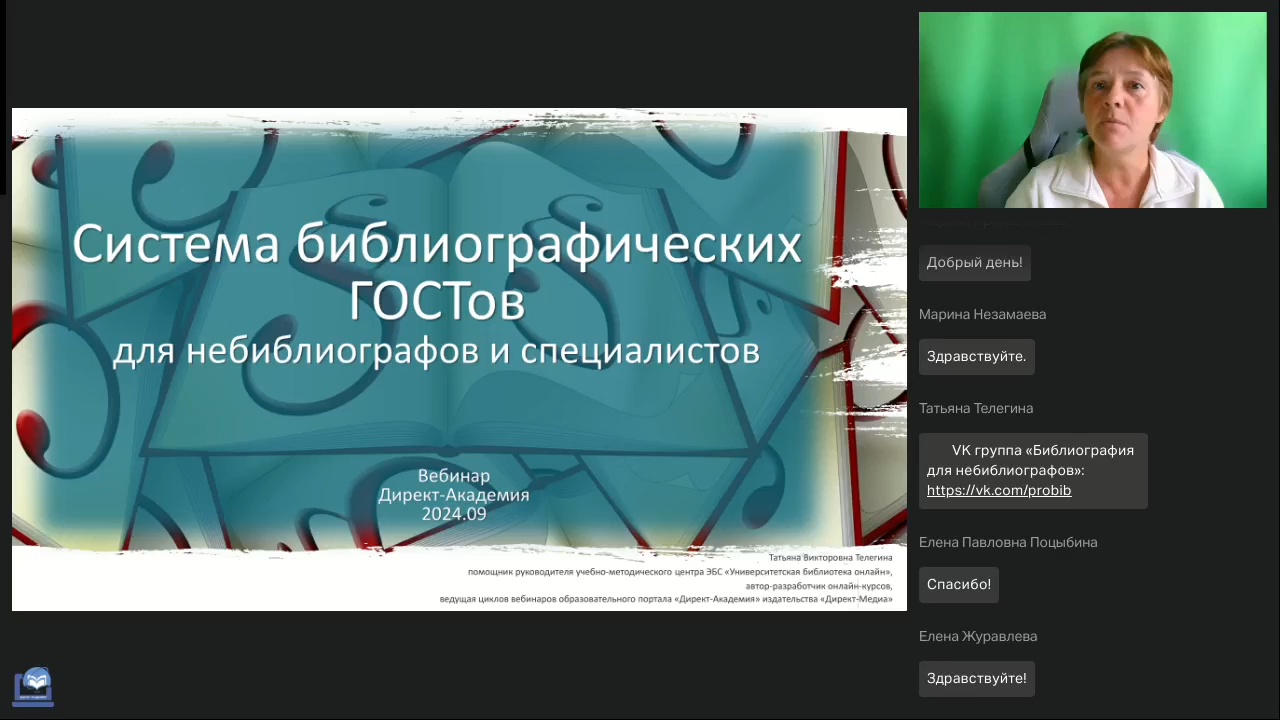 Система библиографических
ГОСТов
для небиблиографов и специалистов
Вебинар
Директ-Академия
2024.09
Татьяна Викторовна Телегина
помощник руководителя учебно-методического центра ЭБС «Университетская библиотека онлайн»,
автор-разработчик онлайн-курсов,
ведущая циклов вебинаров образовательного портала «Директ-Академия» издательства «Директ-Медиа»
Добрый день!
Марина Незамаева
Здравствуйте.
Татьяна Телегина
VK группа «Библиография
для небиблиографов»:
https://vk.com/probib
Елена Павловна Поцыбина
Спасибо!
Елена Журавлева
Здравствуйте!